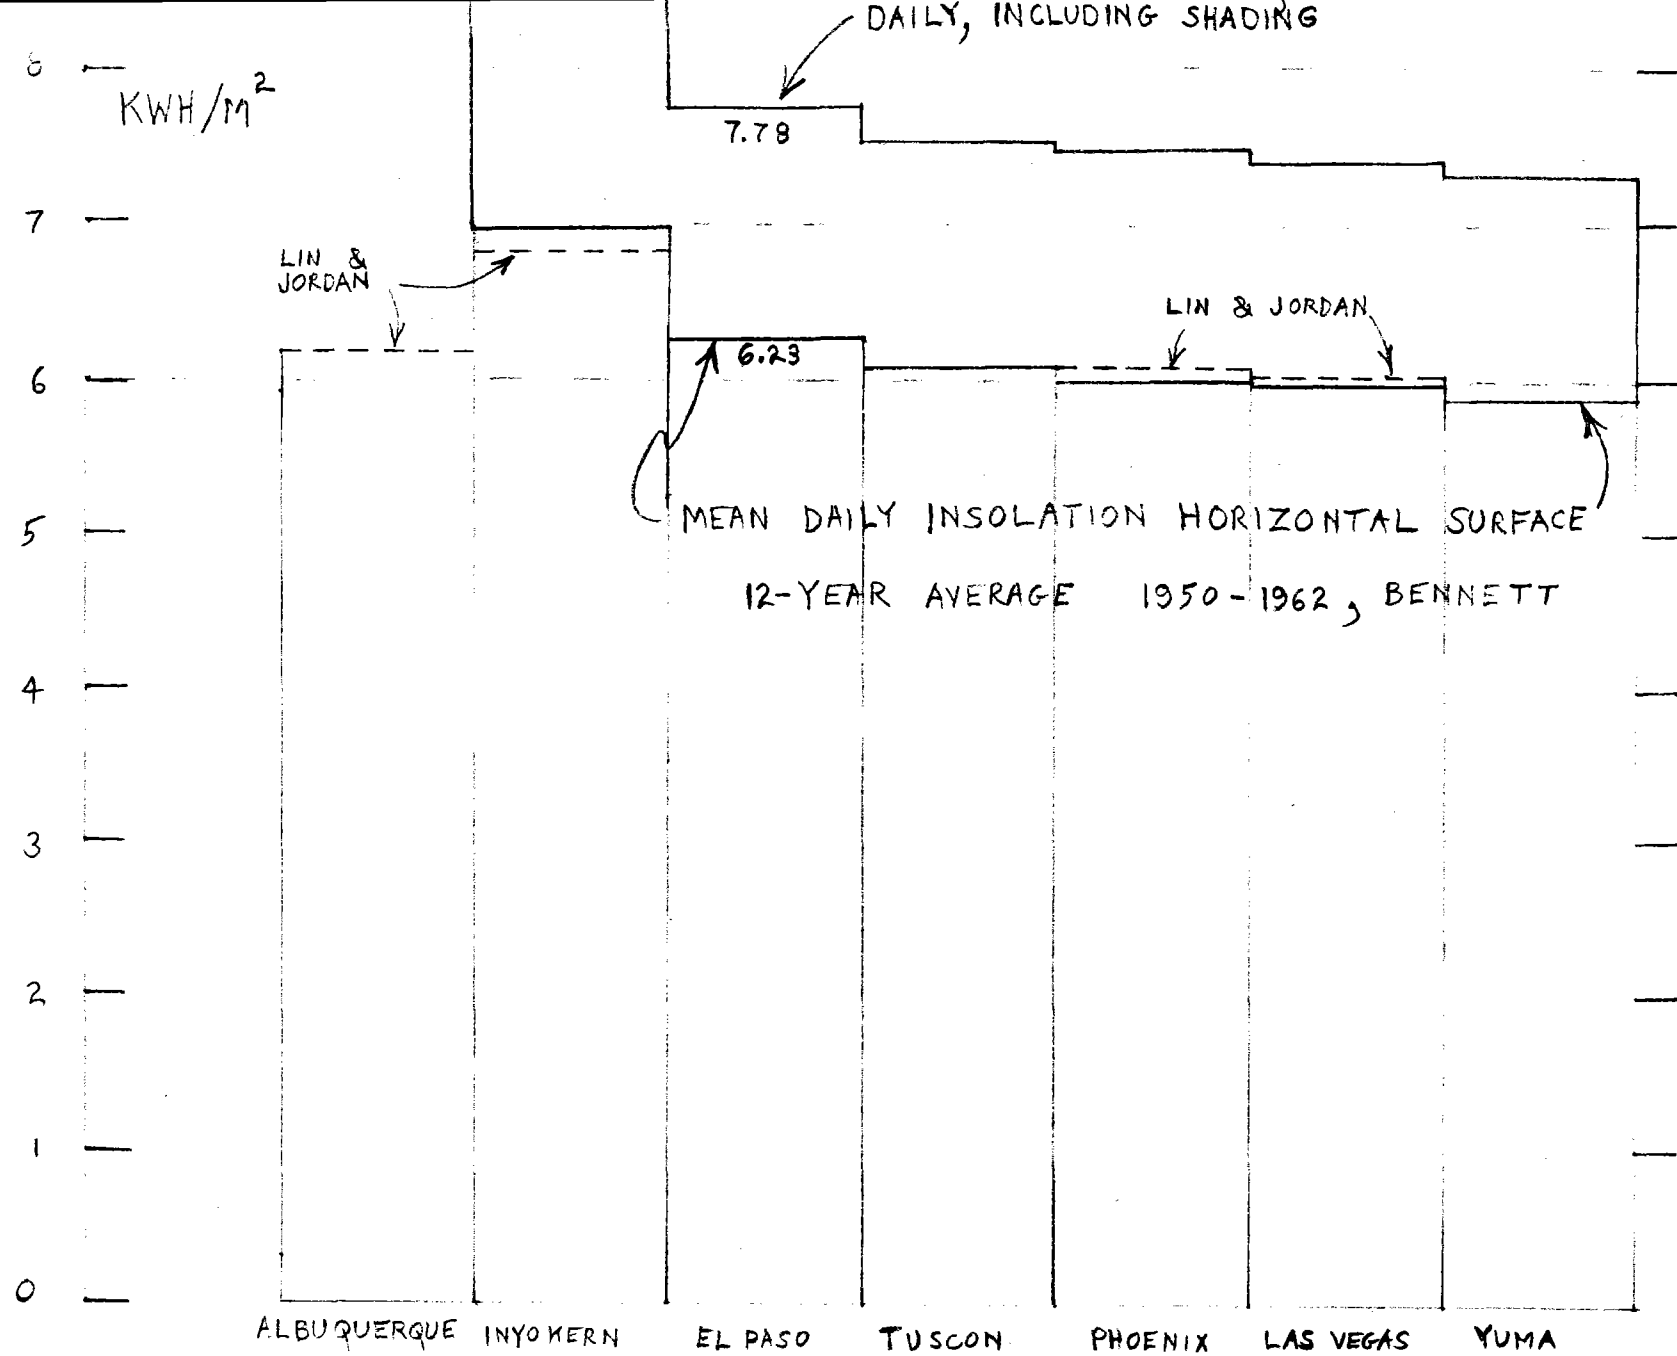 DAILY, INCLUDING SHADING
8
KWH/m²
7.78
7
LIN &
JORDAN
LIN & JORDAN
6.23
6
5
MEAN DAILY INSOLATION HORIZONTAL SURFACE
12-YEAR AVERAGE 1950-1962, BENNETT
4
3
2
1
0
ALBUQUERQUE INYOKERN EL PASO TUSCON PHOENIX LAS VEGAS YUMA